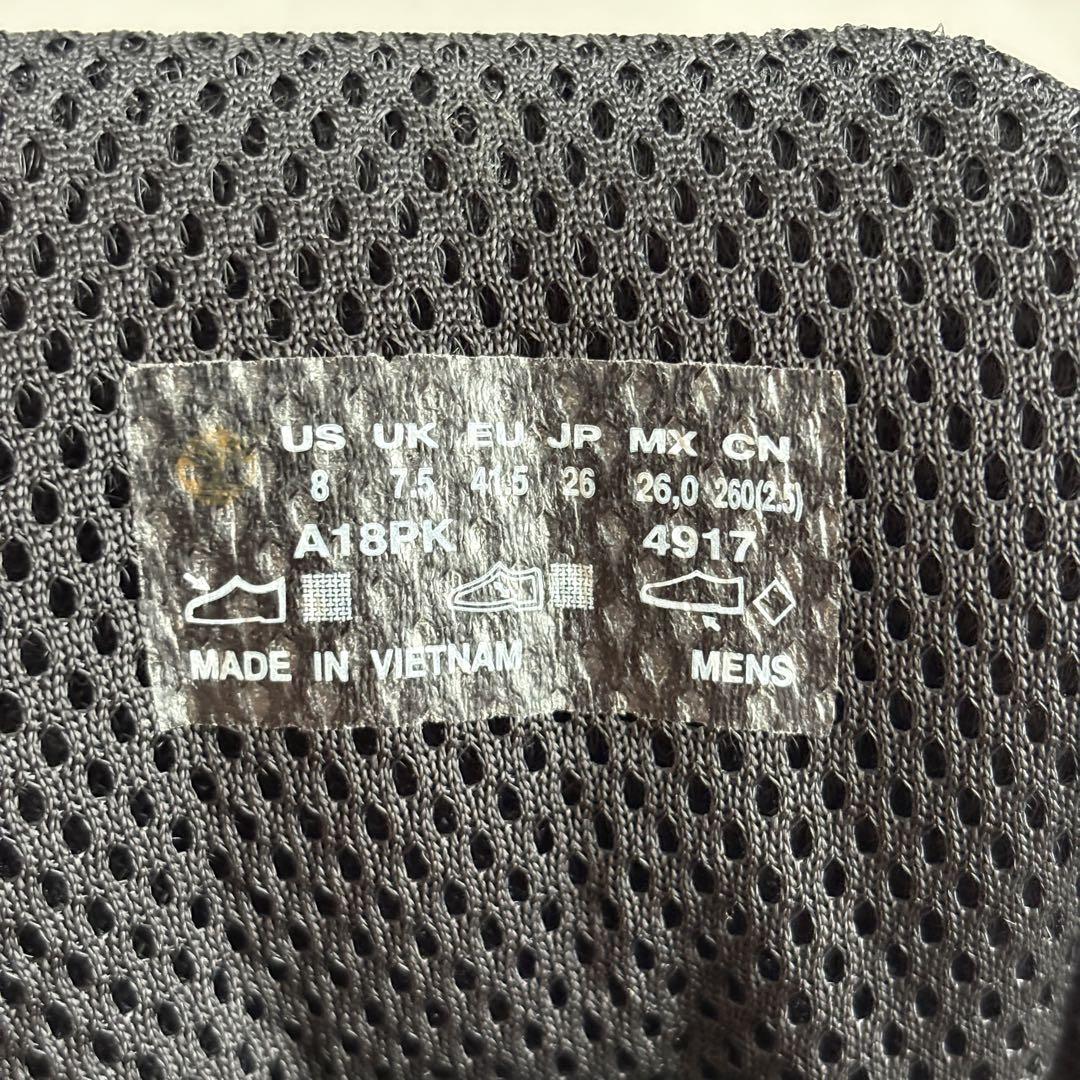 US UK EU JP MX CN
8 7.5 41.5 26 26,0 260(2.5)
A18PK 4917
MADE IN VIETNAM MENS